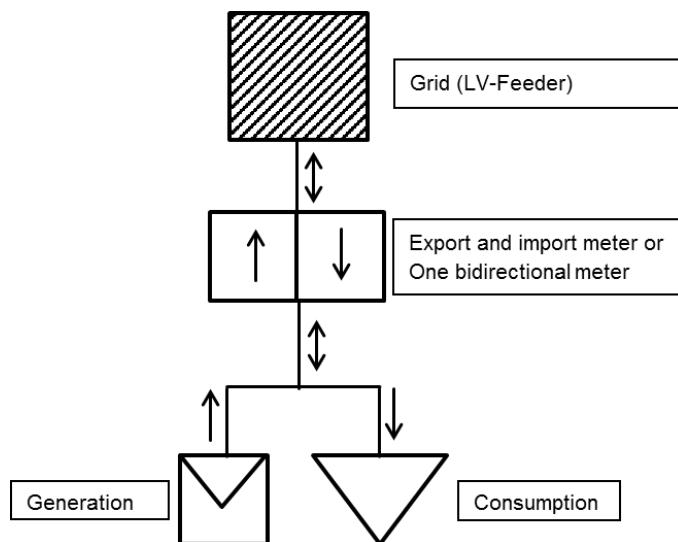 Grid (LV-Feeder)
Export and import meter or
One bidirectional meter
Generation
Consumption